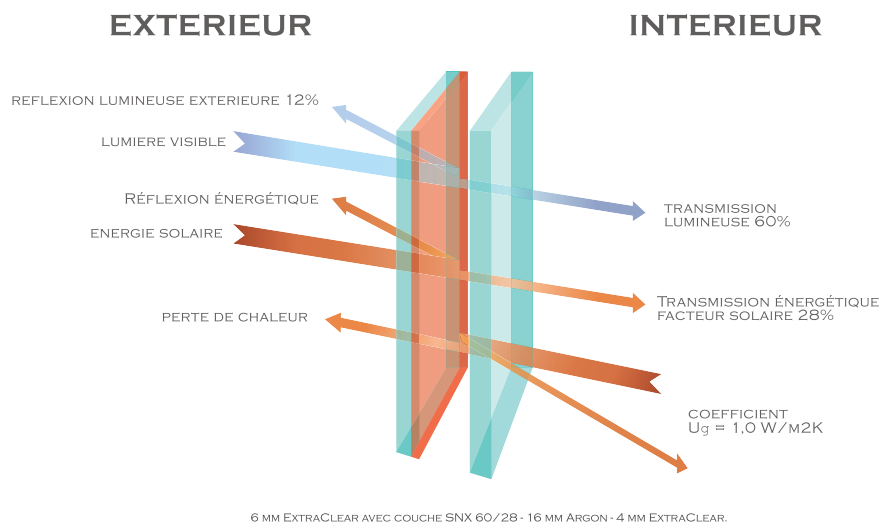 EXTERIEUR
INTERIEUR
REFLEXION LUMINEUSE EXTERIEURE 12%
LUMIERE VISIBLE
RÉFLEXION ÉNERGÉTIQUE
ENERGIE SOLAIRE
PERTE DE CHALEUR
TRANSMISSION
LUMINEUSE 60%
TRANSMISSION ÉNERGÉTIQUE
FACTEUR SOLAIRE 28%
COEFFICIENT
Ug = 1,0 W/M2K
6 MM EXTRACLEAR AVEC COUCHE SNX 60/28 - 16 MM ARGON - 4 MM EXTRACLEAR.